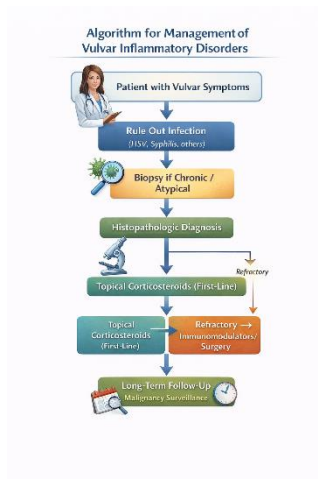 Algorithm for Management of
Vulvar Inflammatory Disorders
Patient with Vulvar Symptoms
Rule Out Infection
(HSV, Syphilis, others)
Biopsy if Chronic /
Atypical
Histopathologic Diagnosis
Refractory
Topical Corticosteroids (First-Line)
Topical
Corticosteroids
(First-Line)
Refractory →
Immunomodulators/
Surgery
Long-Term Follow-Up
Malignancy Surveillance